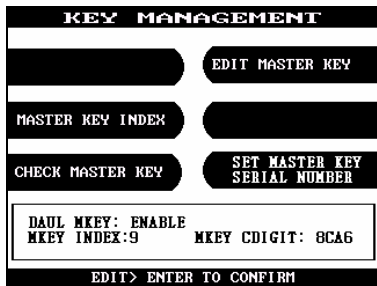 KEY MANAGEMENT
EDIT MASTER KEY
MASTER KEY INDEX
CHECK MASTER KEY
SET MASTER KEY
SERIAL NUMBER
DAUL MKEY: ENABLE
MKEY INDEX:9 MKEY CDIGIT: 8CA6
EDIT> ENTER TO CONFIRM